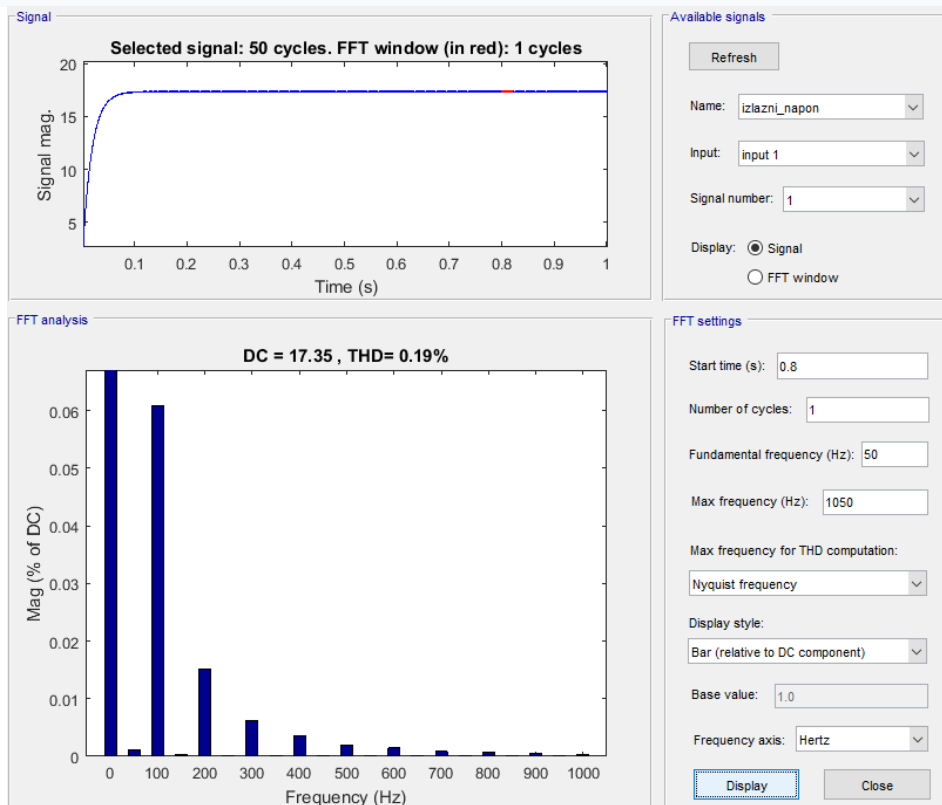 Signal
Selected signal: 50 cycles. FFT window (in red): 1 cycles
20
15
10
5
Signal mag.
0.1 0.2 0.3 0.4 0.5 0.6 0.7 0.8 0.9 1
Time (s)
Available signals
Refresh
Name: izlazni_napon
Input: input 1
Signal number: 1
Display: Signal
FFT window
FFT analysis
DC = 17.35 , THD= 0.19%
0.06
0.05
0.04
0.03
0.02
0.01
0
Mag (% of DC)
0 100 200 300 400 500 600 700 800 900 1000
Frequency (Hz)
FFT settings
Start time (s): 0.8
Number of cycles: 1
Fundamental frequency (Hz): 50
Max frequency (Hz): 1050
Max frequency for THD computation:
Nyquist frequency
Display style:
Bar (relative to DC component)
Base value: 1.0
Frequency axis: Hertz
Display Close